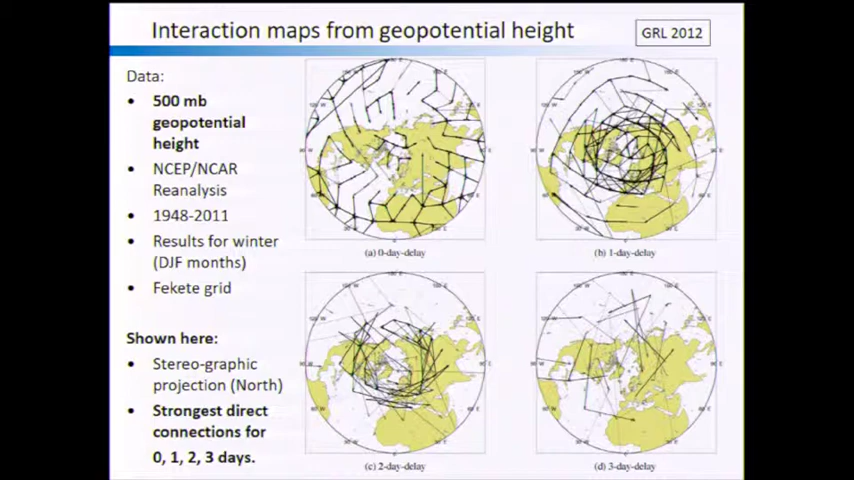 Interaction maps from geopotential height
GRL 2012
Data:
• 500 mb
geopotential
height
• NCEP/NCAR
Reanalysis
• 1948-2011
• Results for winter
(DJF months)
• Fekete grid
Shown here:
• Stereo-graphic
projection (North)
• Strongest direct
connections for
0, 1, 2, 3 days.
(a) 0-day-delay
(b) 1-day-delay
(c) 2-day-delay
(d) 3-day-delay